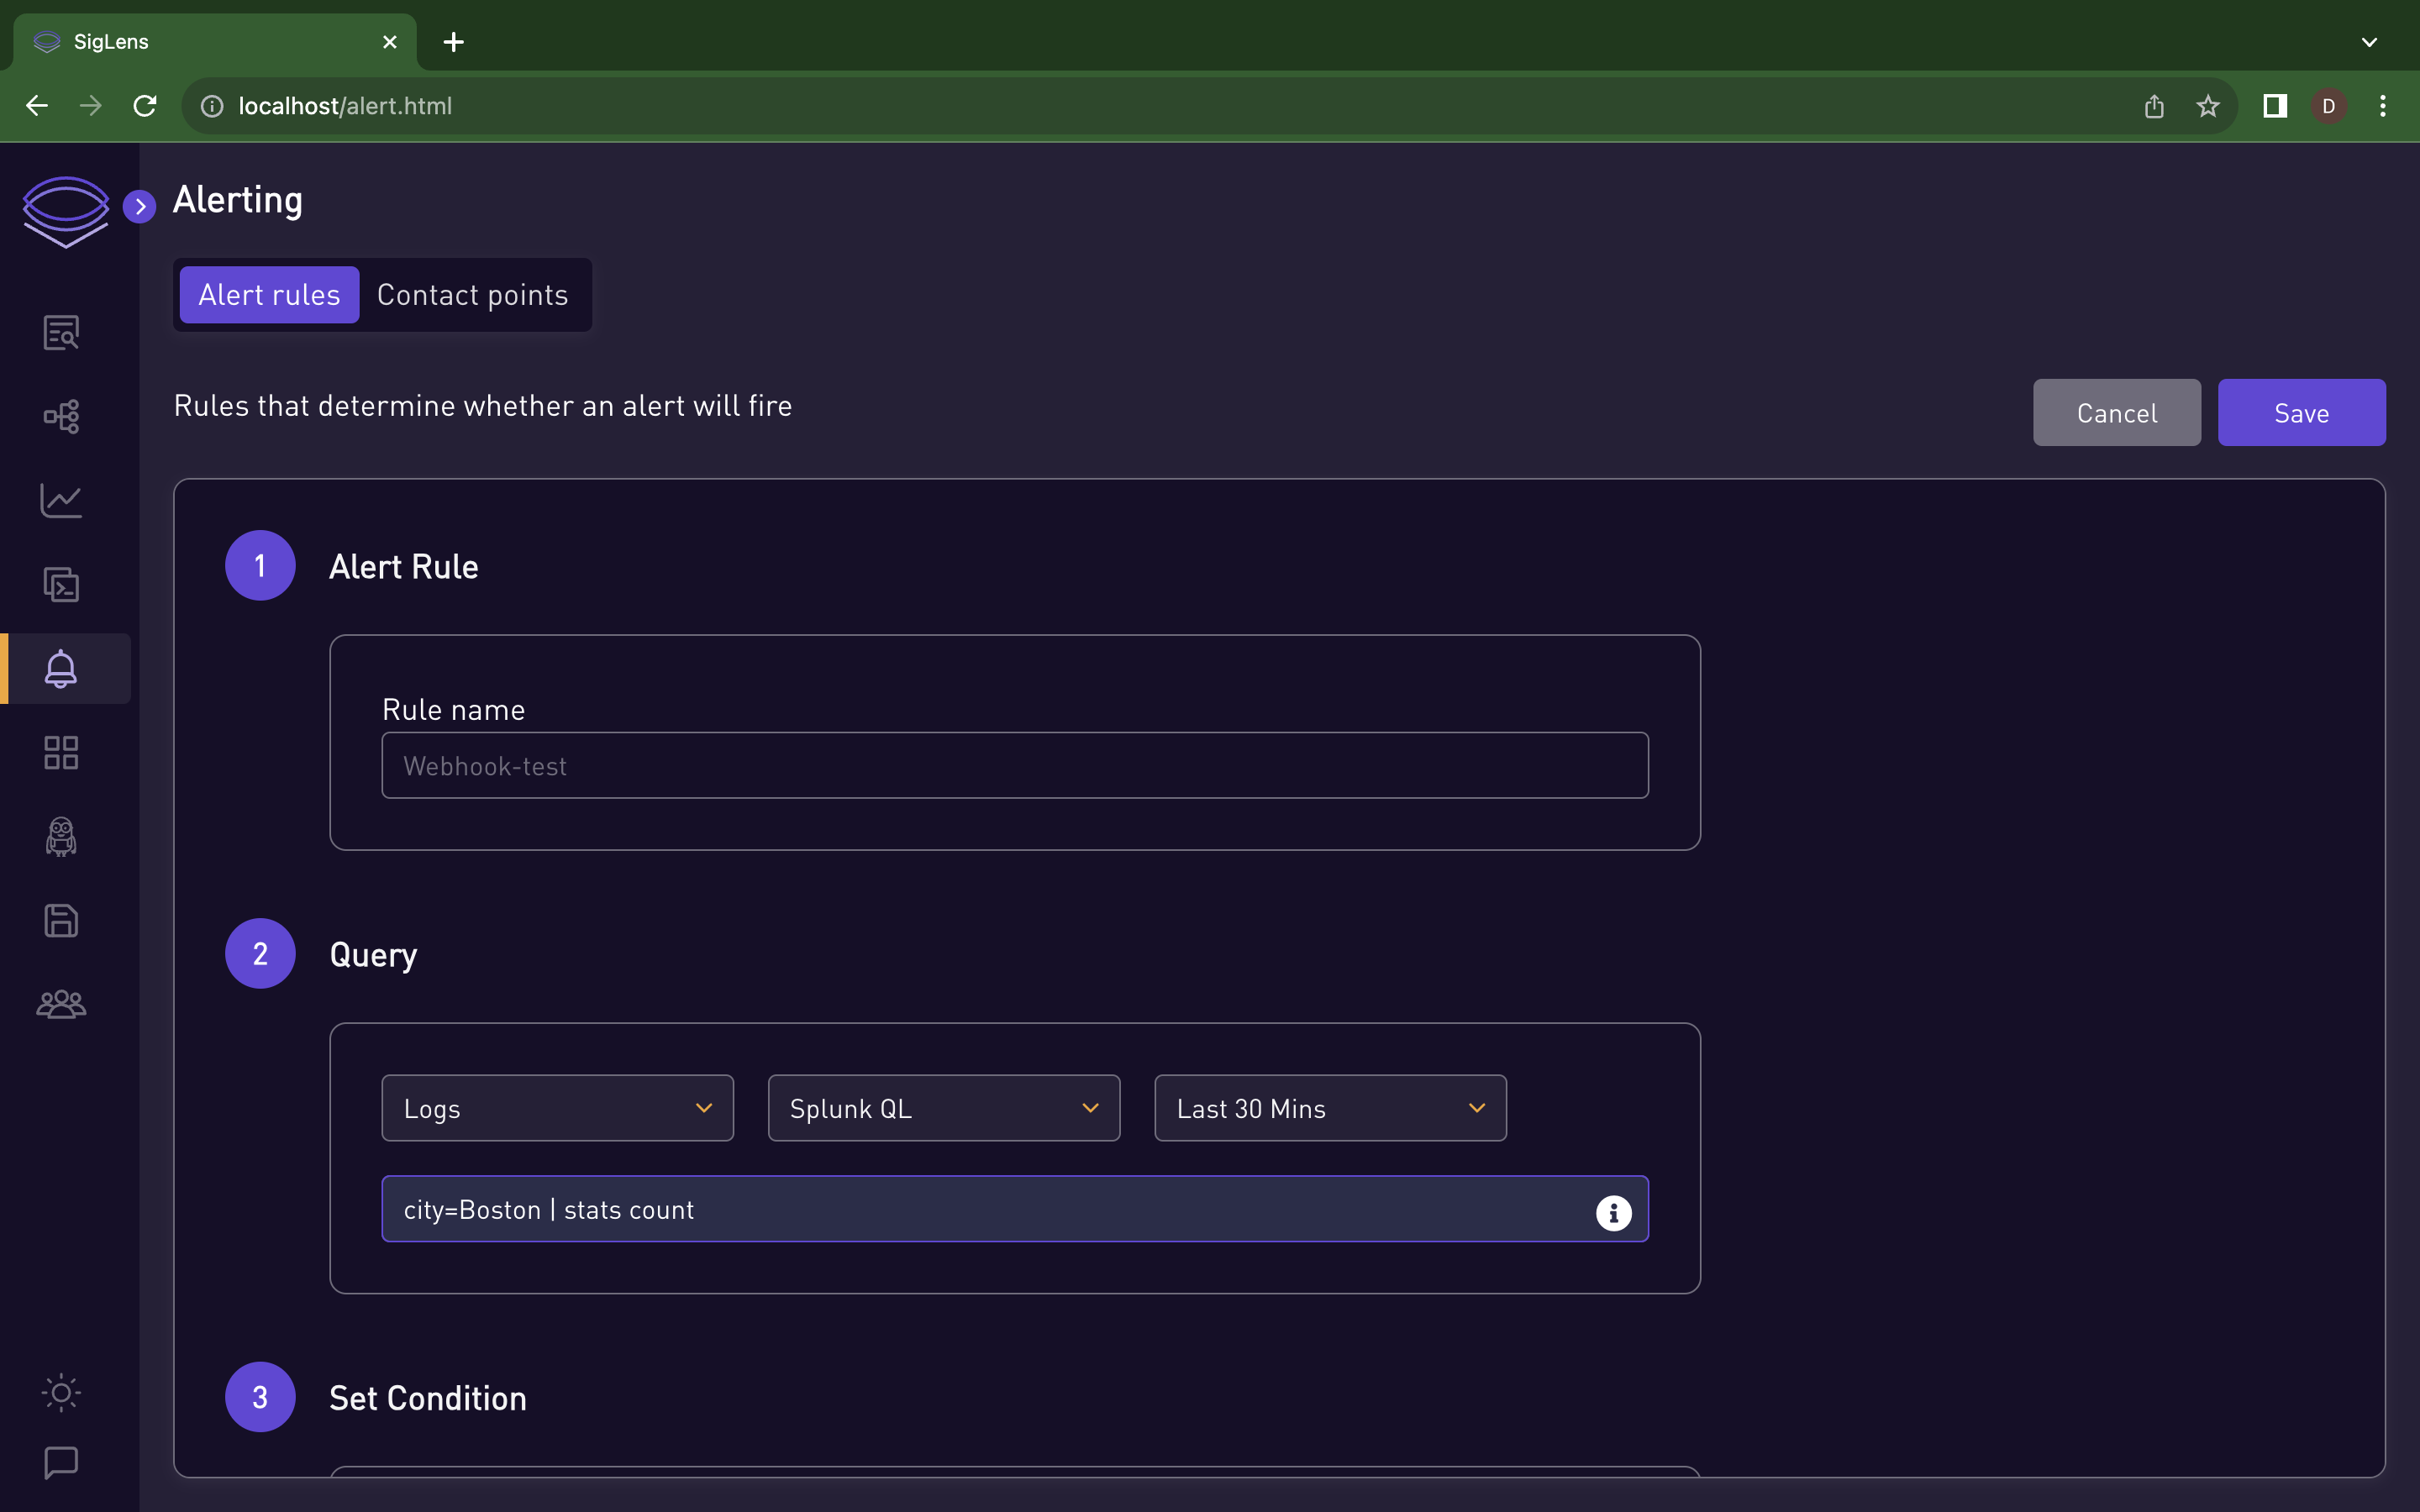 SigLens
localhost/alert.html
D
Alerting
Alert rules Contact points
Rules that determine whether an alert will fire
Cancel Save
1 Alert Rule
Rule name
Webhook-test
2 Query
Logs Splunk QL Last 30 Mins
city=Boston | stats count
3 Set Condition